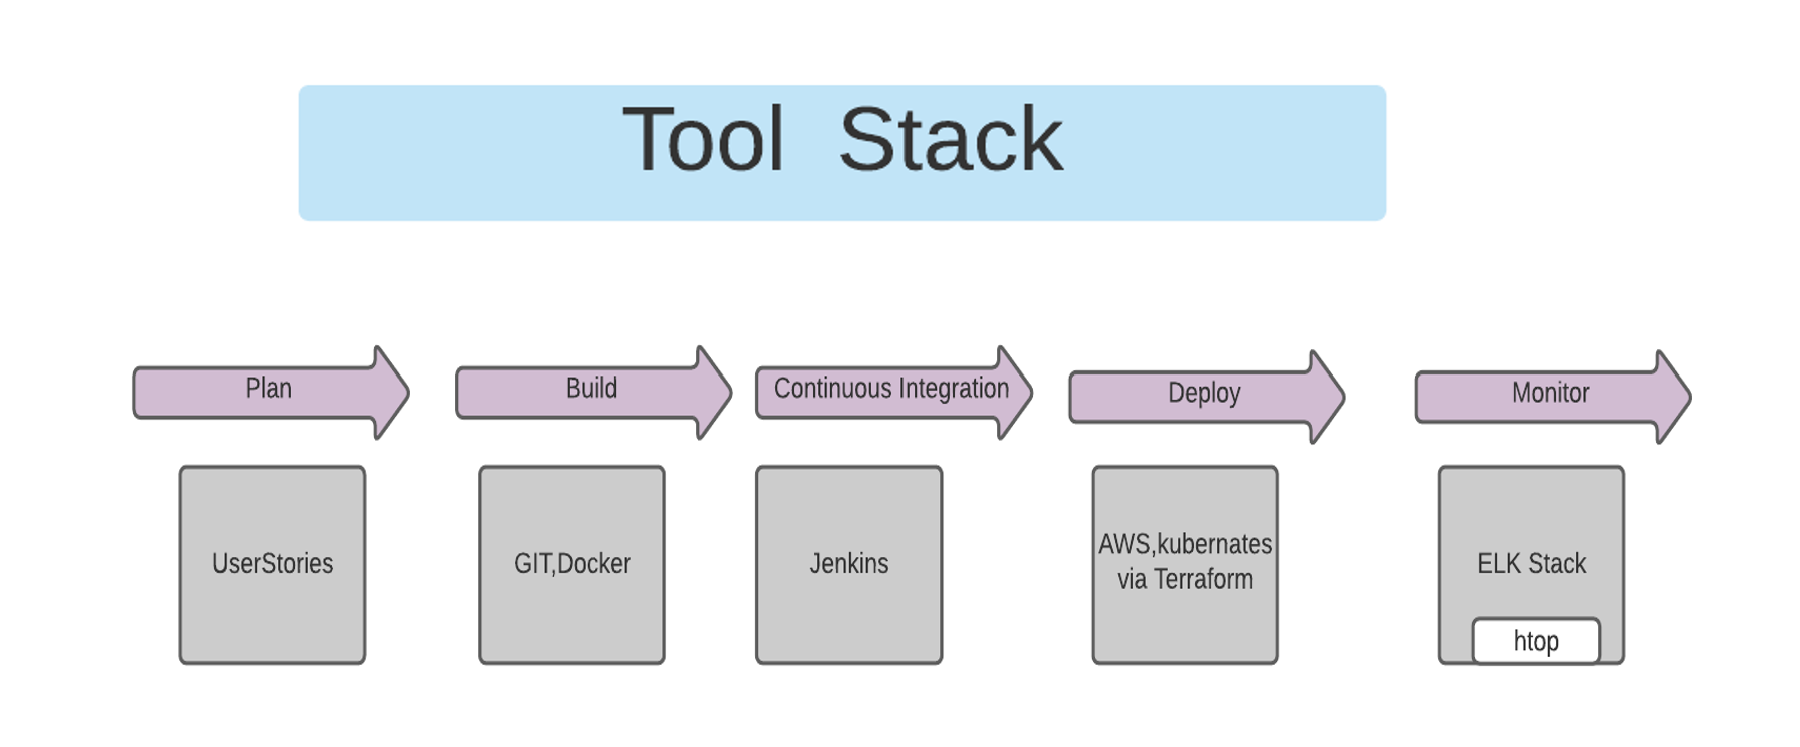 Tool Stack
Plan
Build
Continuous Integration
Deploy
Monitor
UserStories
GIT,Docker
Jenkins
AWS,kubernates
via Terraform
ELK Stack
htop